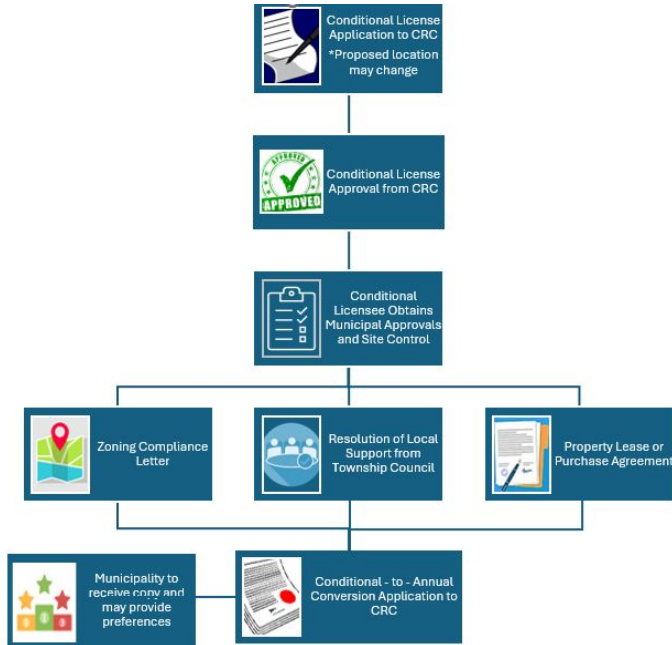 Conditional License
Application to CRC
*Proposed location
may change
APPROVED
APPROVED
Conditional License
Approval from CRC
Conditional
Licensee Obtains
Municipal Approvals
and Site Control
Zoning Compliance
Letter
Resolution of Local
Support from
Township Council
Property Lease or
Purchase Agreement
Municipality to
receive copy and
may provide
preferences
Conditional - to - Annual
Conversion Application to
CRC